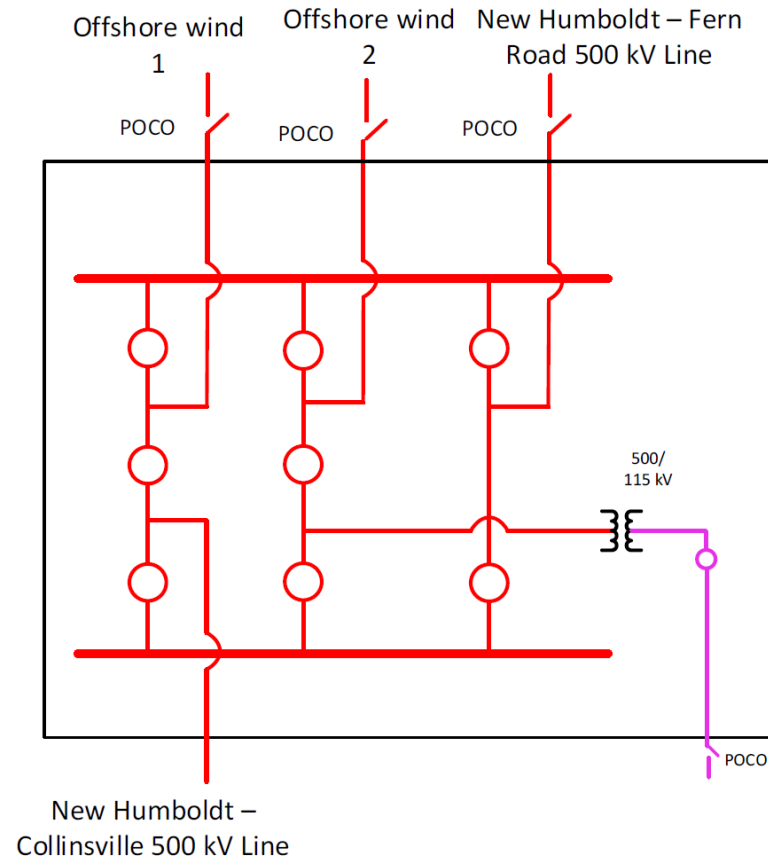 Offshore wind
1
Offshore wind
2
New Humboldt – Fern
Road 500 kV Line
POCO
POCO
POCO
500/
115 kV
POCO
New Humboldt –
Collinsville 500 kV Line